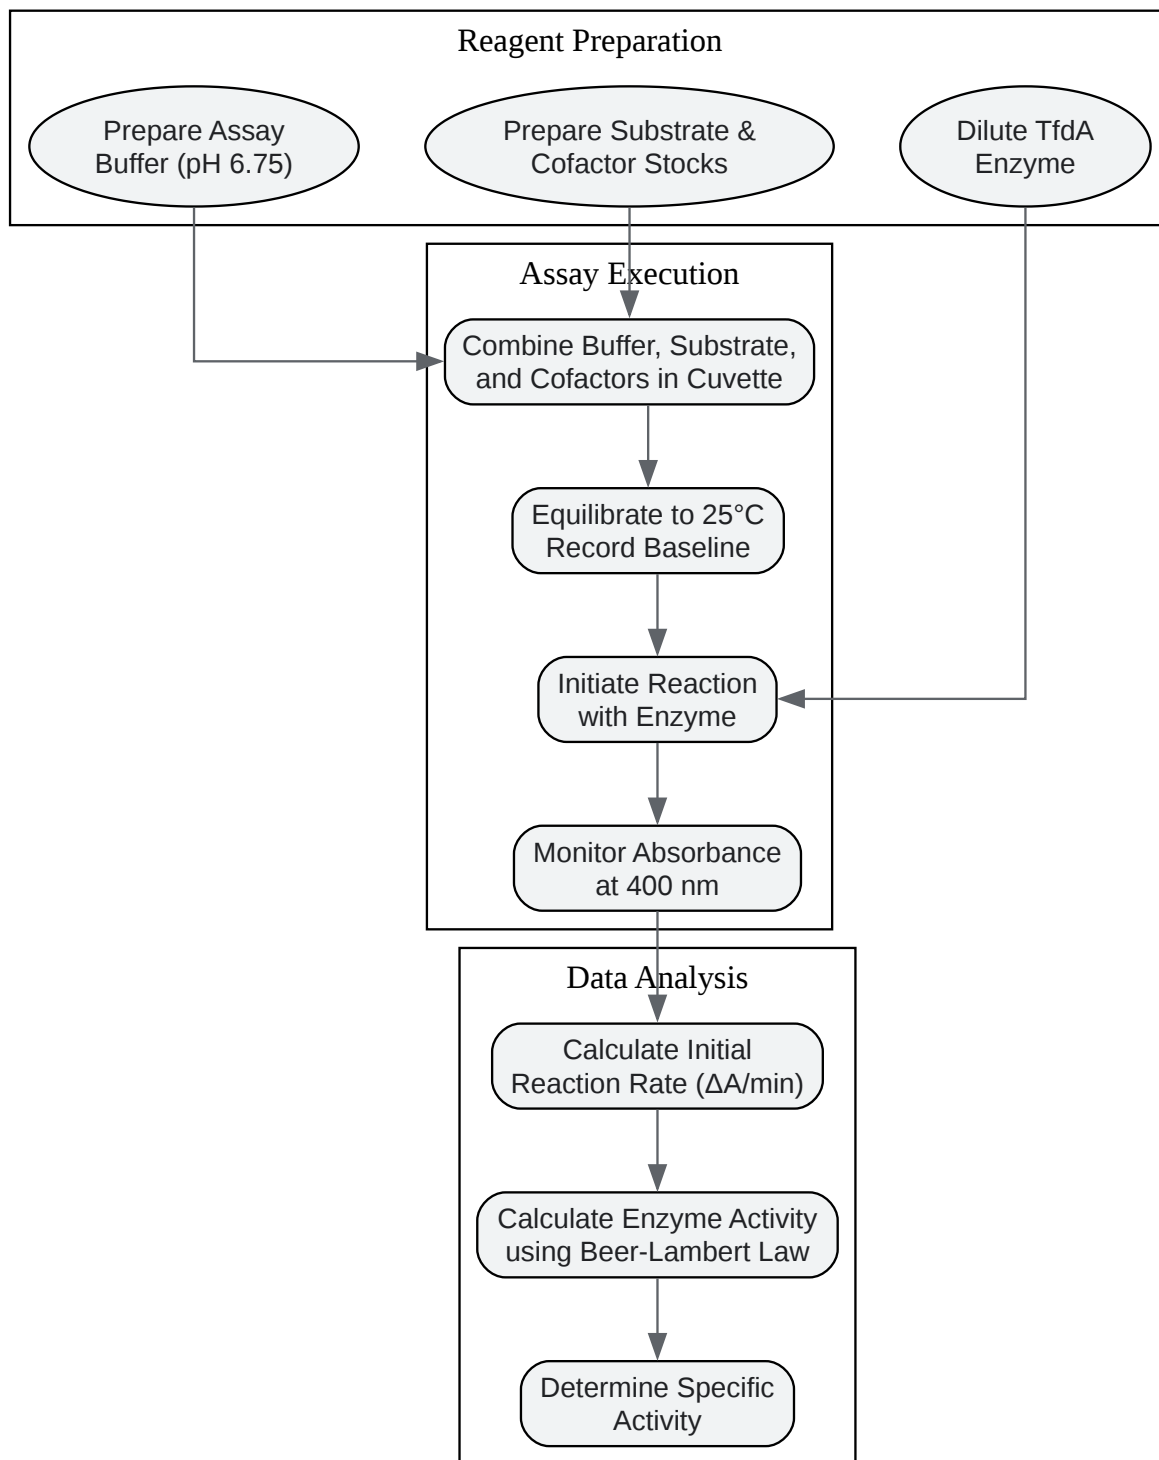 Reagent Preparation
Prepare Assay
Buffer (pH 6.75)
Prepare Substrate &
Cofactor Stocks
Dilute TfdA
Enzyme
Assay Execution
Combine Buffer, Substrate,
and Cofactors in Cuvette
Equilibrate to 25°C
Record Baseline
Initiate Reaction
with Enzyme
Monitor Absorbance
at 400 nm
Data Analysis
Calculate Initial
Reaction Rate (ΔA/min)
Calculate Enzyme Activity
using Beer-Lambert Law
Determine Specific
Activity